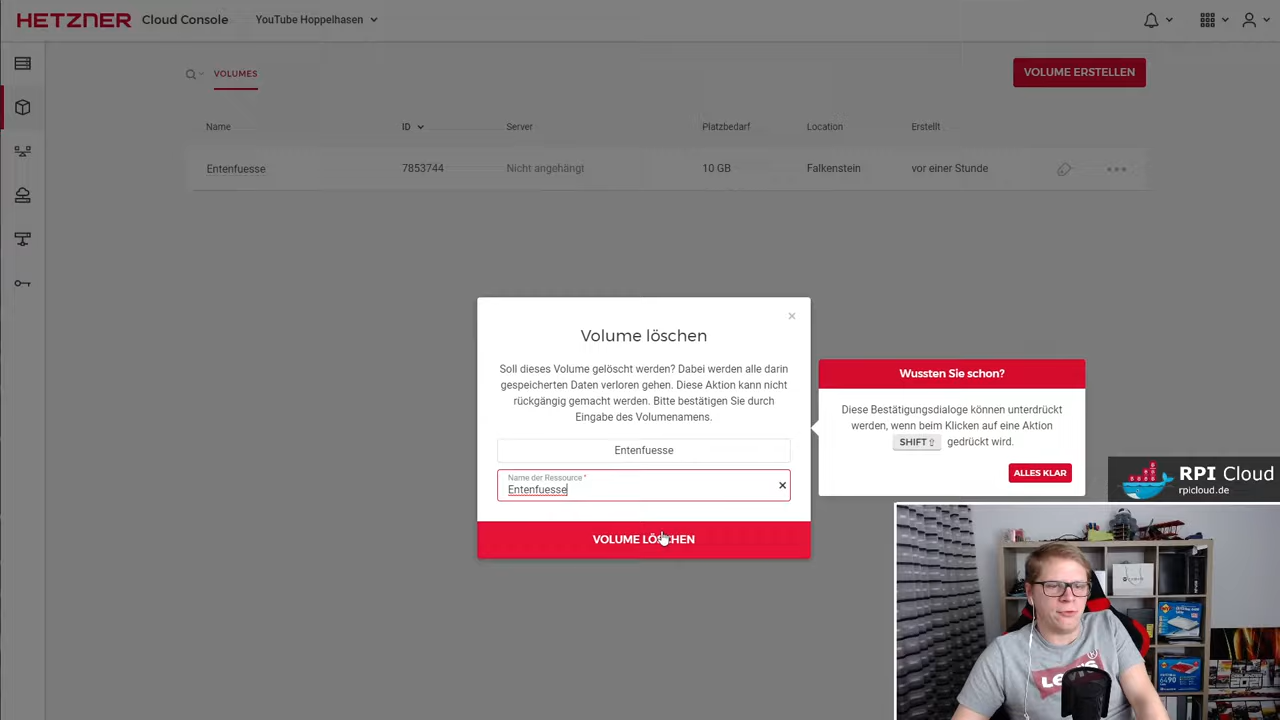 HETZNER Cloud Console YouTube Hoppelhasen
VOLUMES
VOLUME ERSTELLEN
Name ID Server Platzbedarf Location Erstellt
Entenfuesse 7853744 Nicht angehängt 10 GB Falkenstein vor einer Stunde
Volume löschen
Soll dieses Volume gelöscht werden? Dabei werden alle darin
gespeicherten Daten verloren gehen. Diese Aktion kann nicht
rückgängig gemacht werden. Bitte bestätigen Sie durch
Eingabe des Volumenamens.
Entenfuesse
Name der Ressource *
Entenfuesse
VOLUME LÖSCHEN
Wussten Sie schon?
Diese Bestätigungsdialoge können unterdrückt
werden, wenn beim Klicken auf eine Aktion
SHIFT⇧ gedrückt wird.
ALLES KLAR
RPI Cloud
rpicloud.de